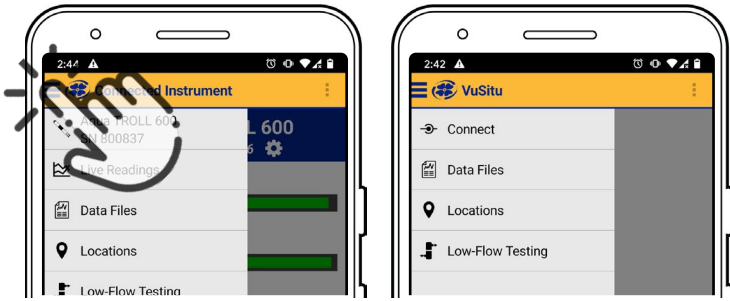 2:44
Connected Instrument
Aqua TROLL 600
SN 800837
L 600
6
Live Readings
Data Files
Locations
Low-Flow Testing
2:42
VuSitu
Connect
Data Files
Locations
Low-Flow Testing